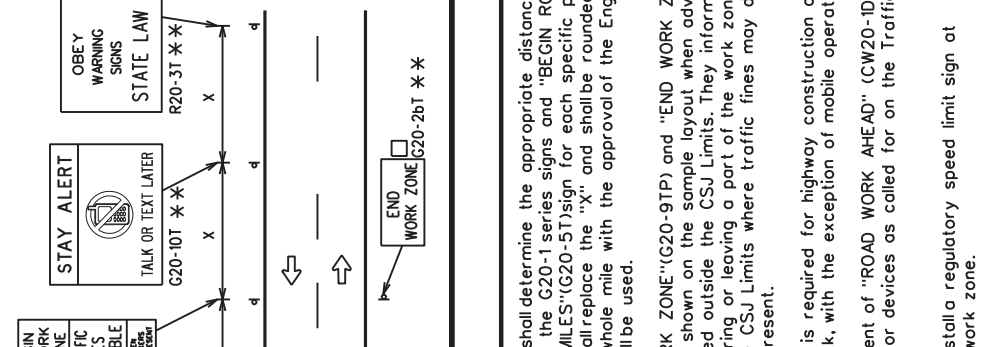 OBEY
WARNING
SIGNS
STATE LAW
R20-3T **
X
STAY ALERT
TALK OR TEXT LATER
G20-10T **
X
END
WORK ZONE
G20-2bT **
shall determine the appropriate distanc
the G20-1 series signs and "BEGIN RO
MILES"(G20-5T)sign for each specific p
all replace the "X" and shall be rounded
whole mile with the approval of the Eng
ll be used.
RK ZONE"(G20-9TP) and "END WORK Z
shown on the sample layout when adv
ed outside the CSJ Limits. They inform
ring or leaving a part of the work zon
CSJ Limits where traffic fines may d
resent.
is required for highway construction a
k, with the exception of mobile operat
ent of "ROAD WORK AHEAD" (CW20-1D
or devices as called for on the Traffic
stall a regulatory speed limit sign at
work zone.